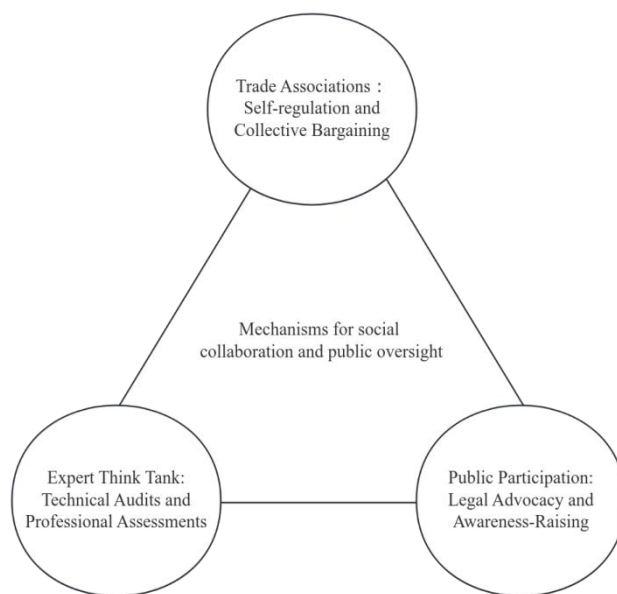 Trade Associations：
Self-regulation and
Collective Bargaining
Mechanisms for social
collaboration and public oversight
Expert Think Tank:
Technical Audits and
Professional Assessments
Public Participation:
Legal Advocacy and
Awareness-Raising